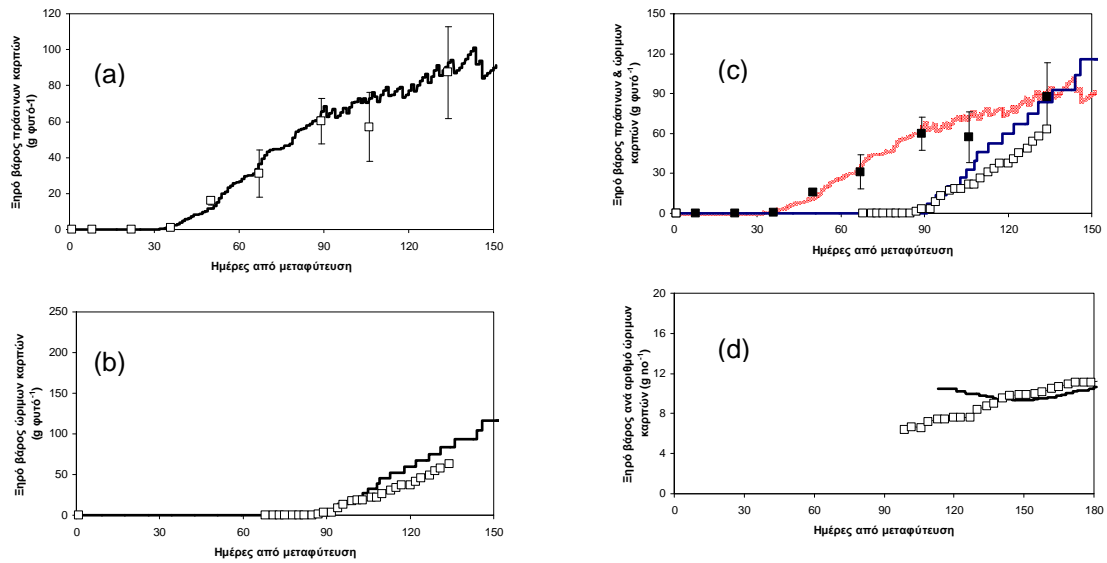 Ξηρό βάρος πράσινων καρπών
(g φυτό-1)
120
100
80
60
40
20
0
(a)
0 30 60 90 120 150
Ημέρες από μεταφύτευση
Ξηρό βάρος ώριμων καρπών
(g φυτό⁻¹)
250
200
150
100
50
0
(b)
0 30 60 90 120 150
Ημέρες από μεταφύτευση
Ξηρό βάρος πράσινων & ώριμων
καρπών (g φυτό⁻¹)
150
120
90
60
30
0
(c)
0 30 60 90 120 150
Ημέρες από μεταφύτευση
Ξηρό βάρος ανά αριθμό ώριμων
καρπών (g no⁻¹)
20
16
12
8
4
0
(d)
0 30 60 90 120 150 180
Ημέρες από μεταφύτευση